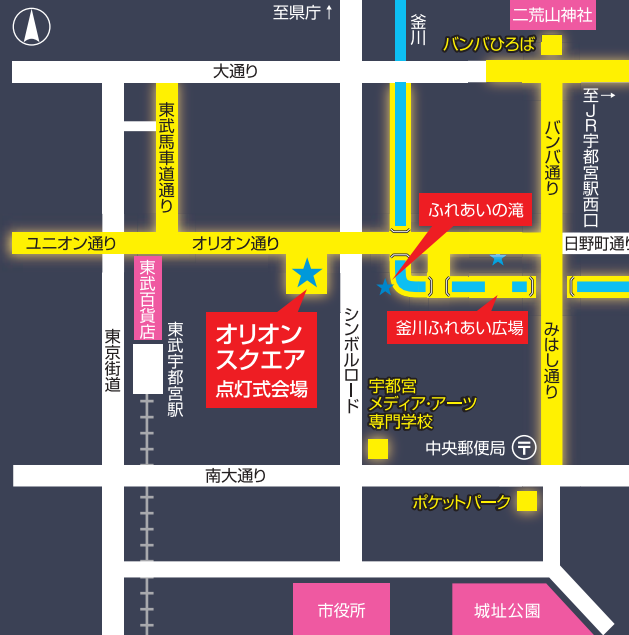 至県庁↑
釜川
二荒山神社
バンバひろば
大通り
至→
JR宇都宮駅西口
東武馬車道通り
バンバ通り
ふれあいの滝
ユニオン通り
オリオン通り
日野町通り
東武百貨店
オリオン
スクエア
点灯式会場
釜川ふれあい広場
シンボルロード
東京街道
東武宇都宮駅
みはし通り
宇都宮
メディア・アーツ
専門学校
中央郵便局
〒
南大通り
ポケットパーク
市役所
城址公園